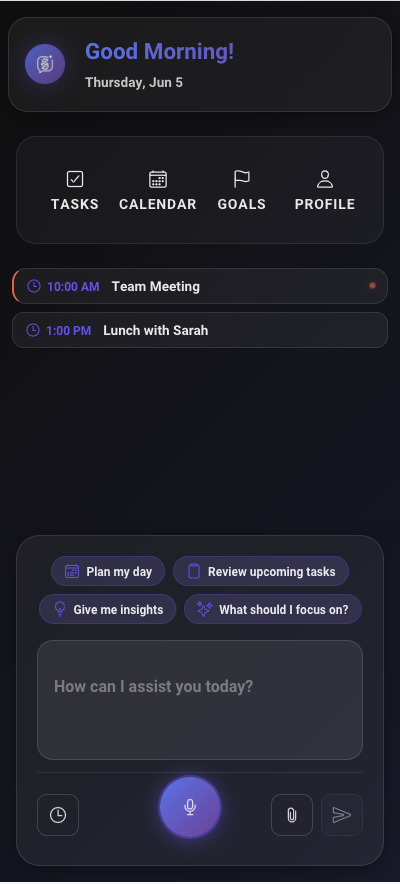 Good Morning!
Thursday, Jun 5
TASKS CALENDAR GOALS PROFILE
10:00 AM Team Meeting
1:00 PM Lunch with Sarah
Plan my day Review upcoming tasks
Give me insights What should I focus on?
How can I assist you today?